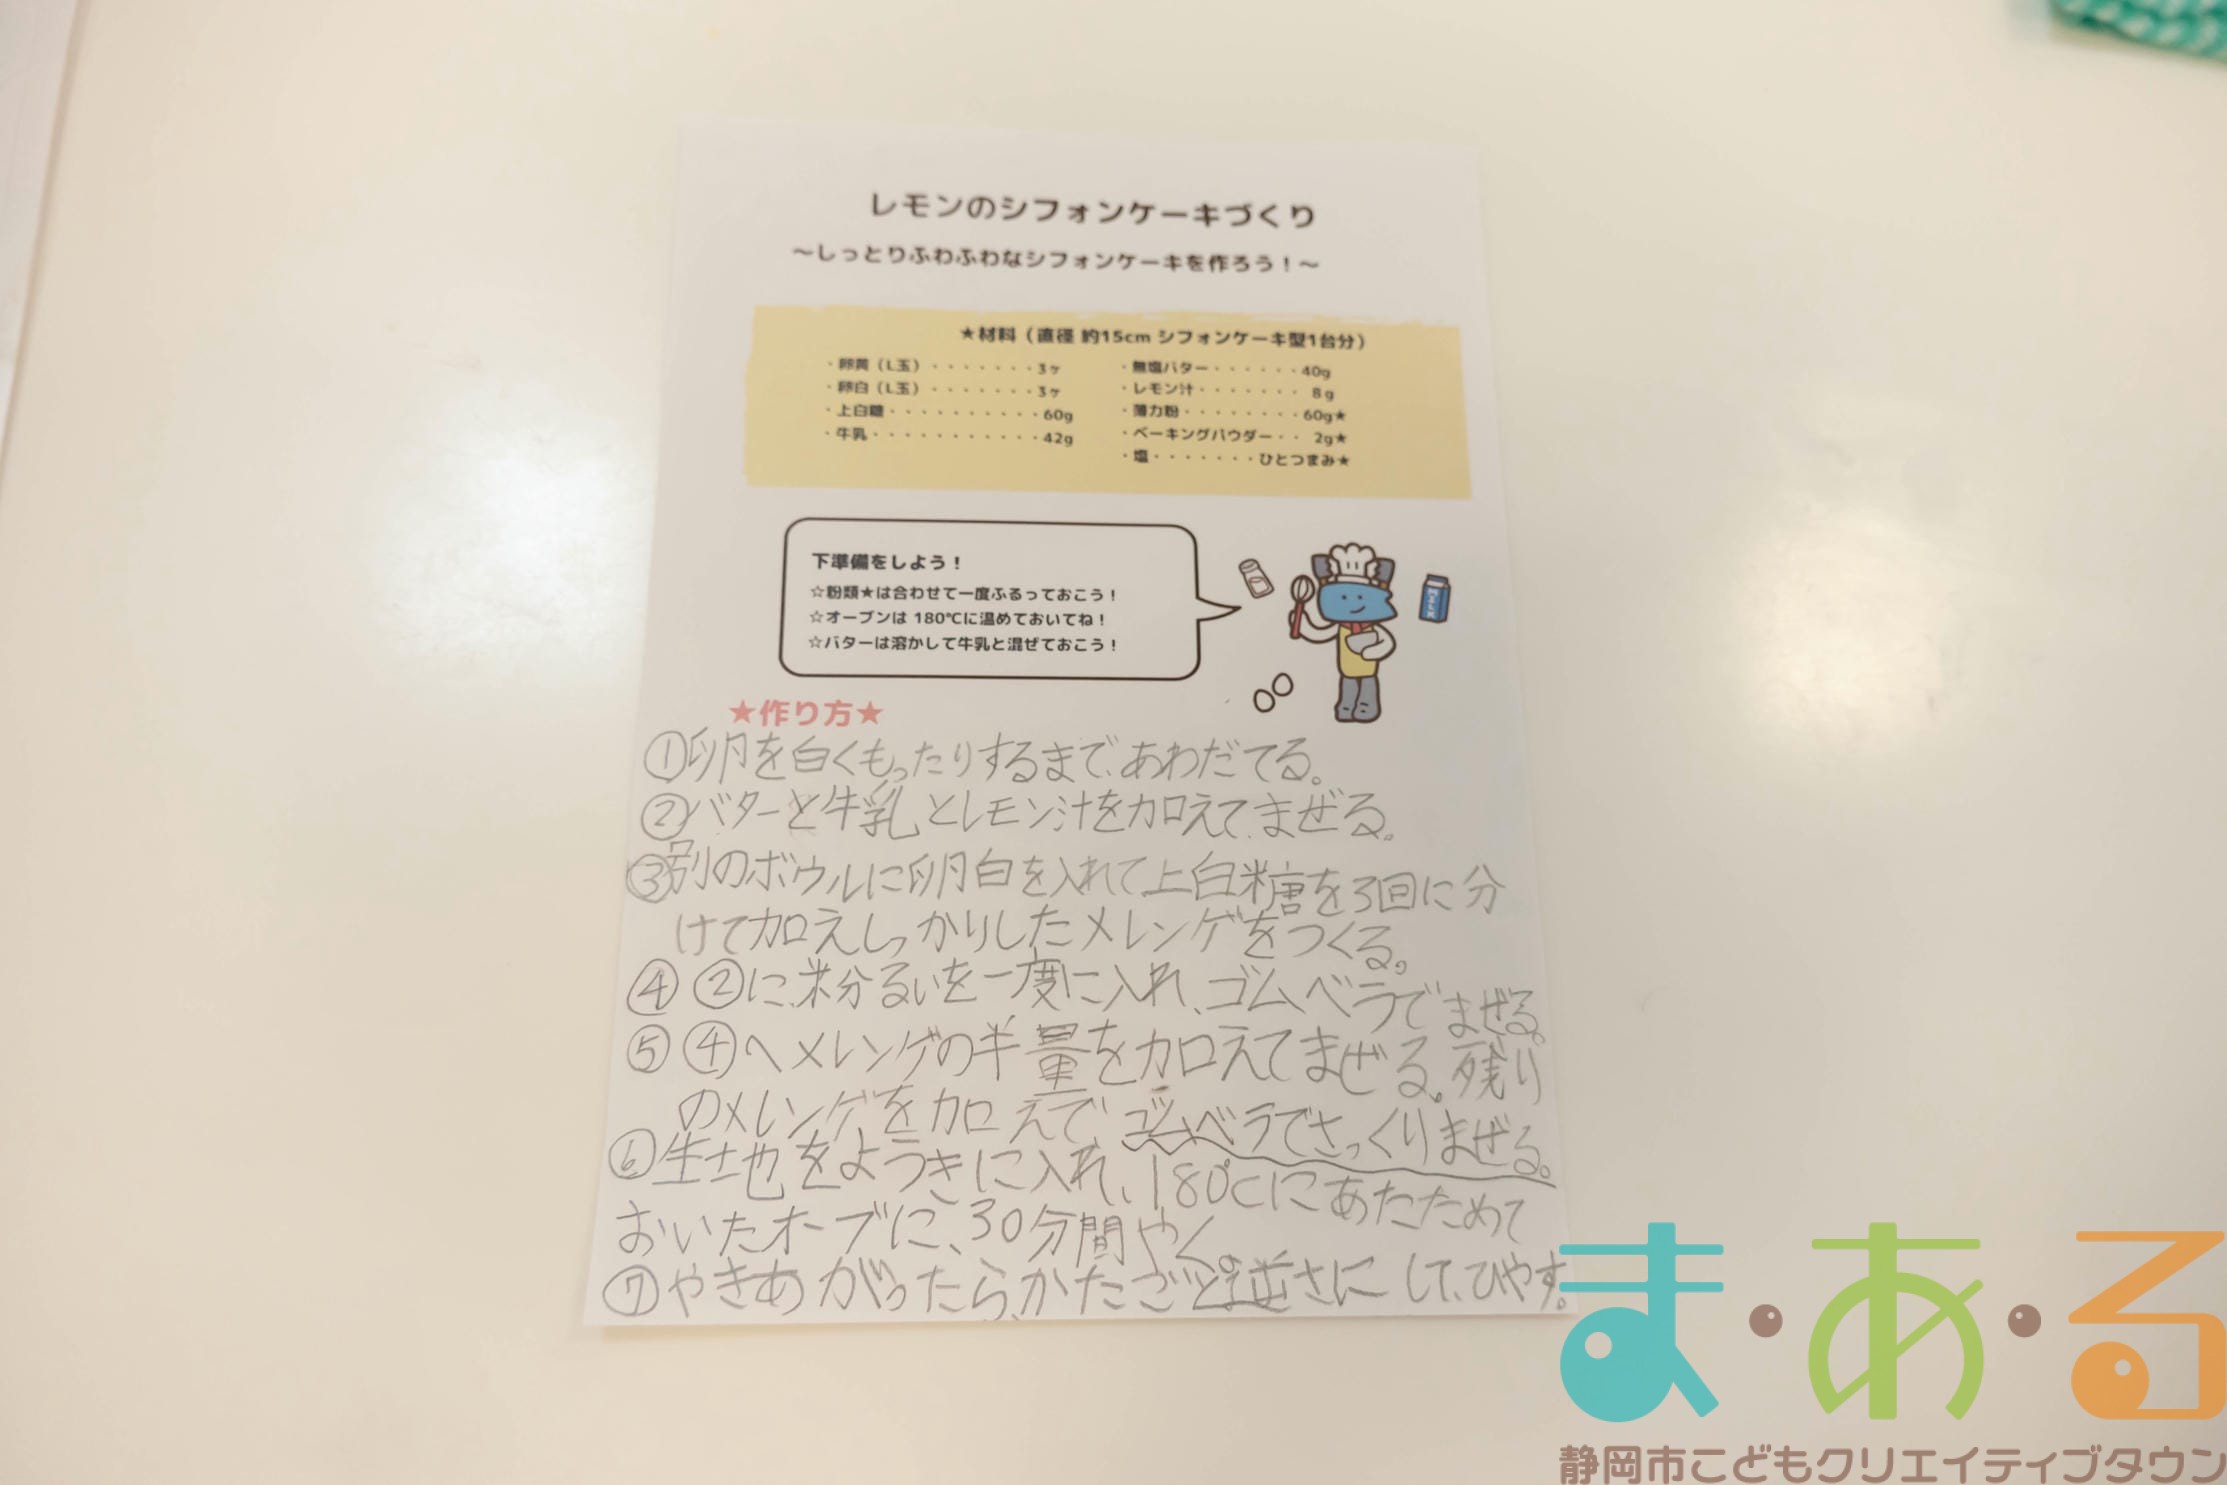 レモンのシフォンケーキづくり
～しっとりふわふわなシフォンケーキを作ろう！～
★材料（直径 約15cm シフォンケーキ型1台分）
・卵黄（L玉）・・・・・・・3ヶ
・卵白（L玉）・・・・・・・3ヶ
・上白糖・・・・・・・・・・60g
・牛乳・・・・・・・・・・・42g
・無塩バター・・・・・・40g
・レモン汁・・・・・・・8g
・薄力粉・・・・・・・・60g★
・ベーキングパウダー・・2g★
・塩・・・・・・・ひとつまみ★
下準備をしよう！
☆粉類★は合わせて一度ふるっておこう！
☆オーブンは 180℃に温めておいてね！
☆バターは溶かして牛乳と混ぜておこう！
MILK
★作り方★
①卵を白くもったりするまで、あわだてる。
②バターと牛乳とレモン汁を加えて、まぜる。
③別のボウルに卵白を入れて上白糖を3回に分
けて加えしっかりしたメレンゲをつくる。
④ ②に、粉るいを一度に入れ、ゴムベラでまぜる。
⑤ ④へメレンゲの半量を加えてまぜる。残り
のメレンゲを加えて、ゴムベラでさっくりまぜる。
⑥生地をようきに入れ、180℃にあたためて
おいたオーブに、30分間やく。
⑦やきあがったら、かたごと逆さにして、ひやす。
ま・あ・る
静岡市こどもクリエイティブタウン